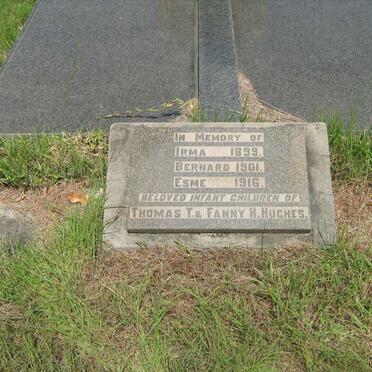 In Memory of
Irma 1899.
Bernard 1901.
Esme 1916.
Beloved infant children of
Thomas T. & Fanny H. Hughes.